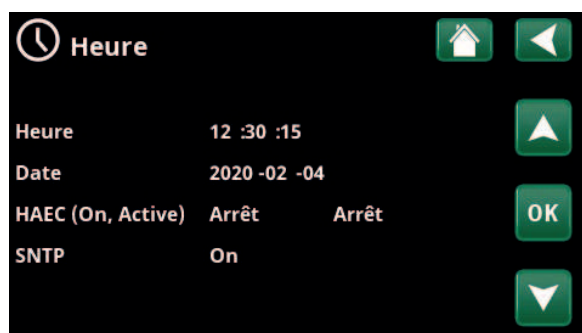 Heure
Heure 12 :30 :15
Date 2020 -02 -04
HAEC (On, Active) Arrêt Arrêt
OK
SNTP On